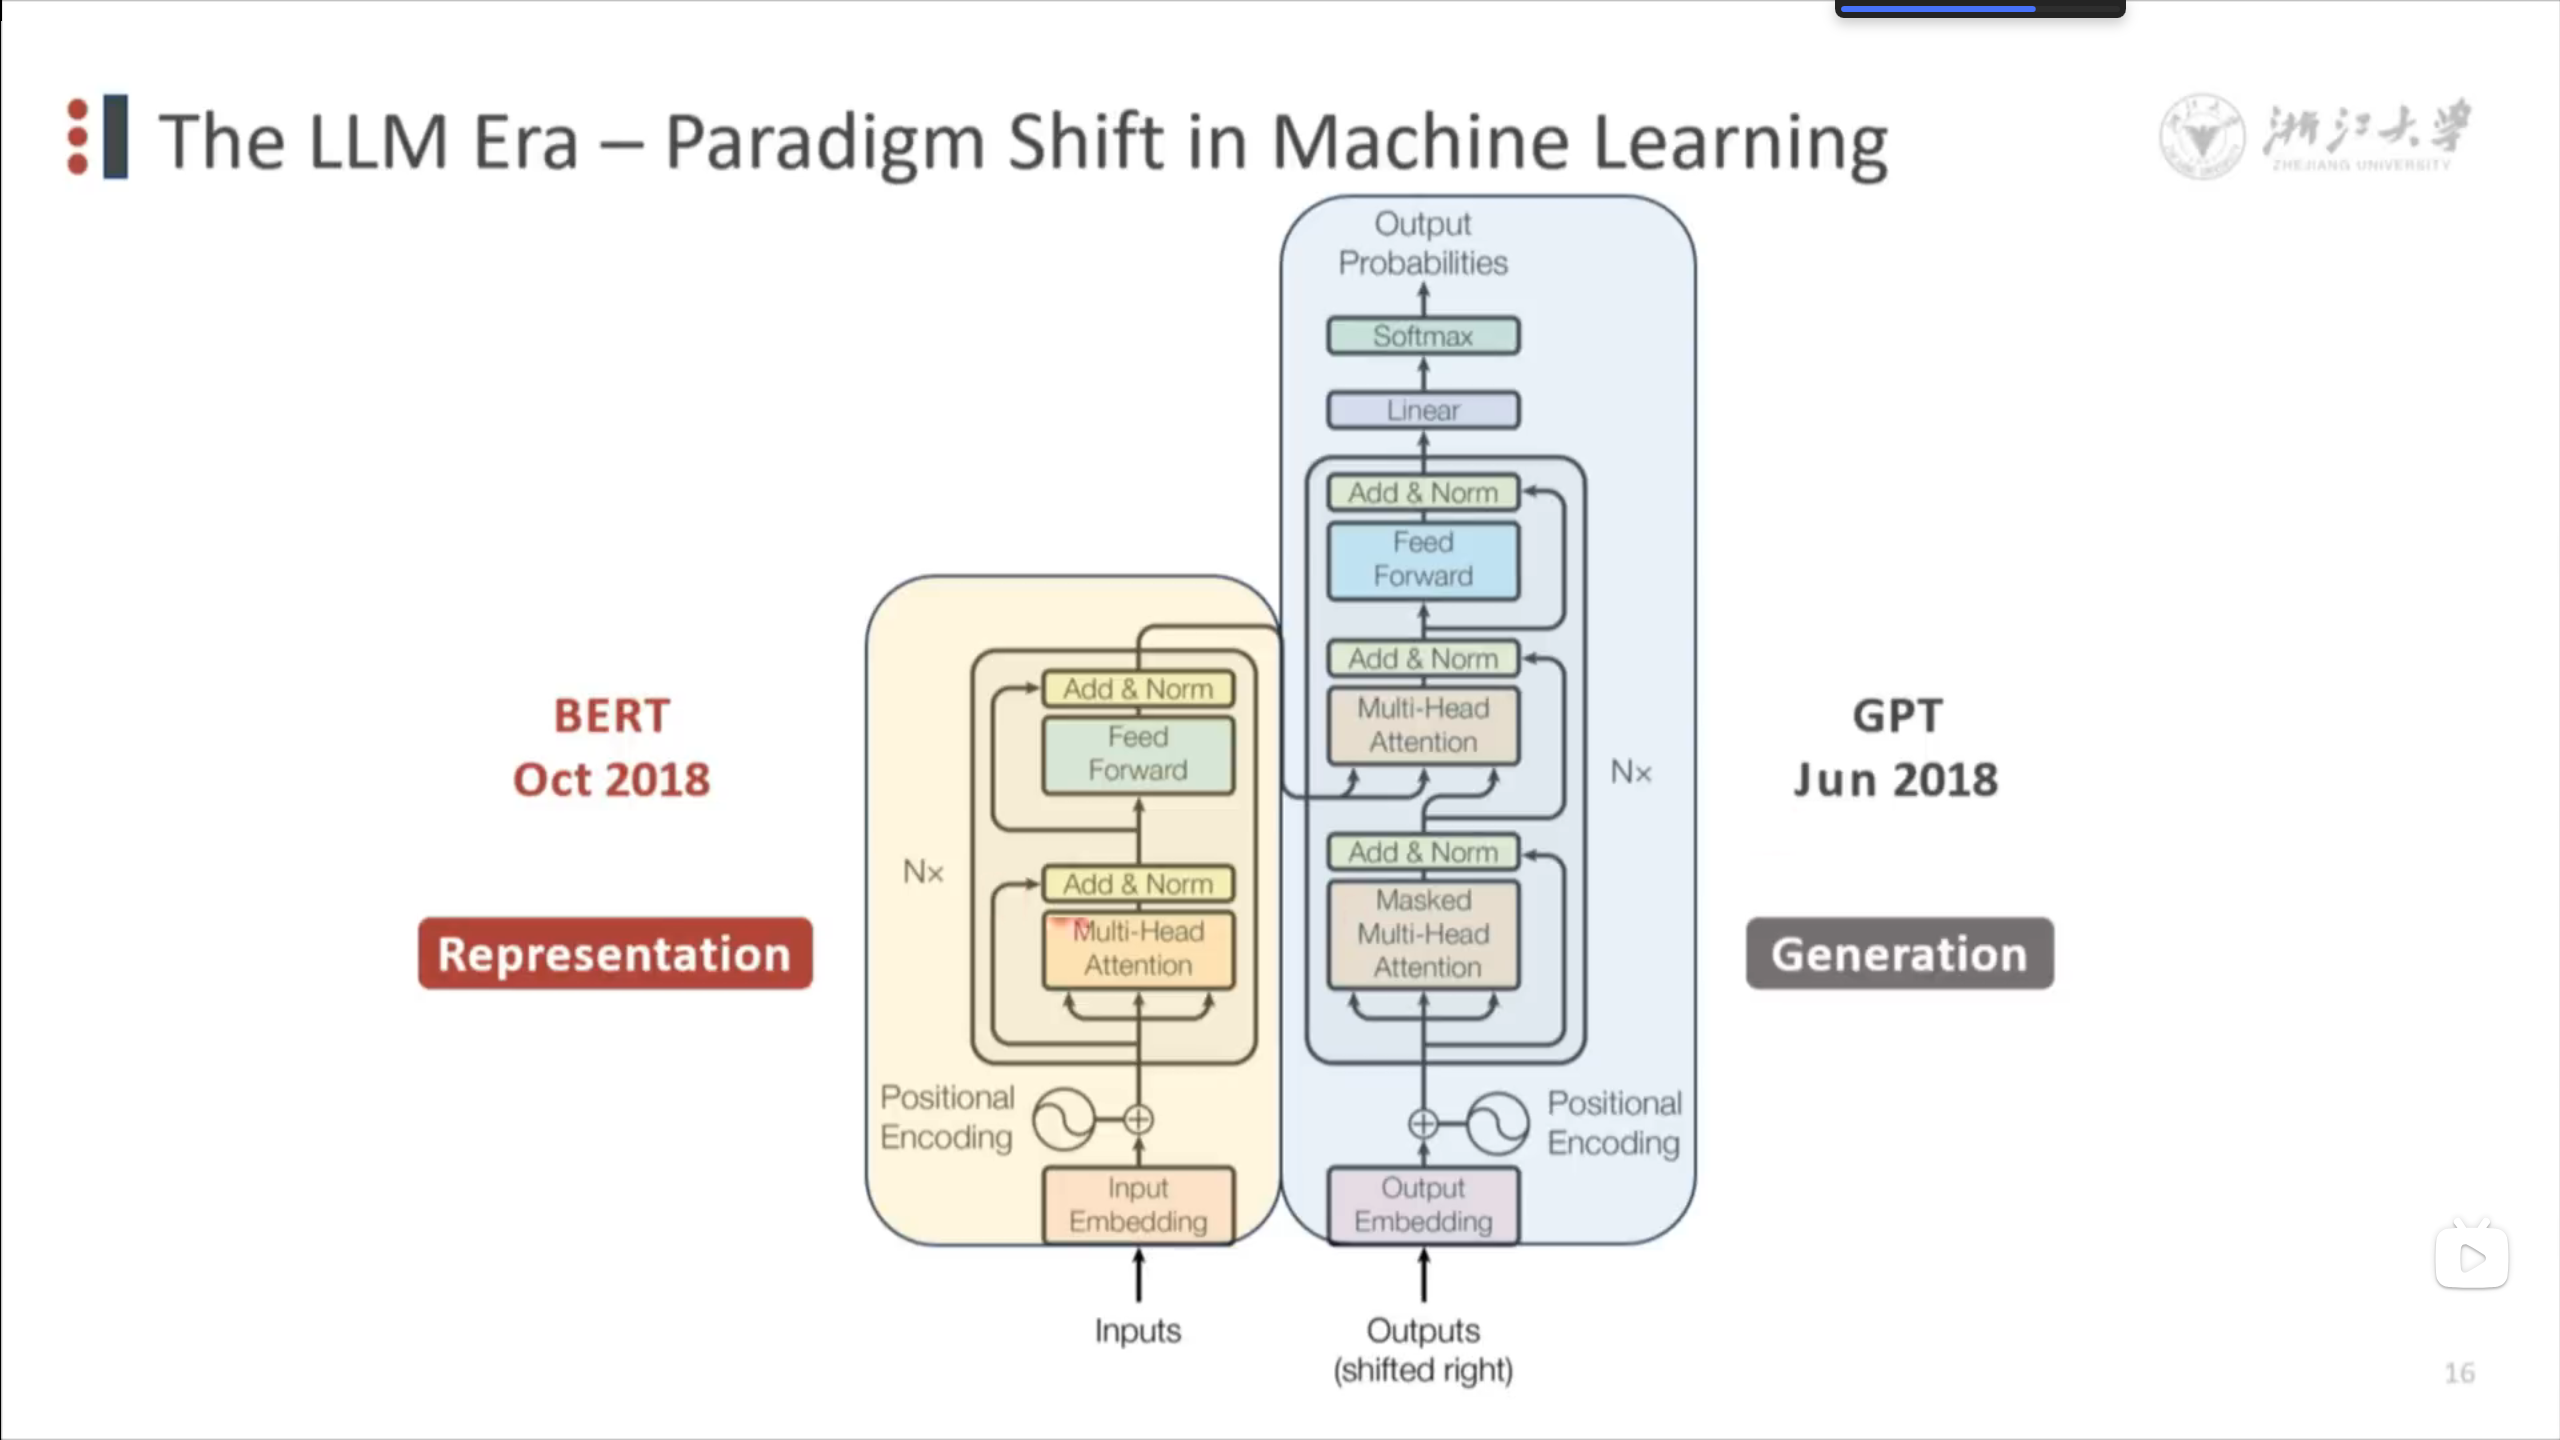 The LLM Era – Paradigm Shift in Machine Learning
浙江大学
ZHEJIANG UNIVERSITY
Output
Probabilities
Softmax
Linear
Add & Norm
Feed
Forward
Add & Norm
Multi-Head
Attention
Nx
Add & Norm
Masked
Multi-Head
Attention
Positional
Encoding
Output
Embedding
Outputs
(shifted right)
Add & Norm
Feed
Forward
Nx
Add & Norm
Multi-Head
Attention
Positional
Encoding
Input
Embedding
Inputs
BERT
Oct 2018
Representation
GPT
Jun 2018
Generation
16